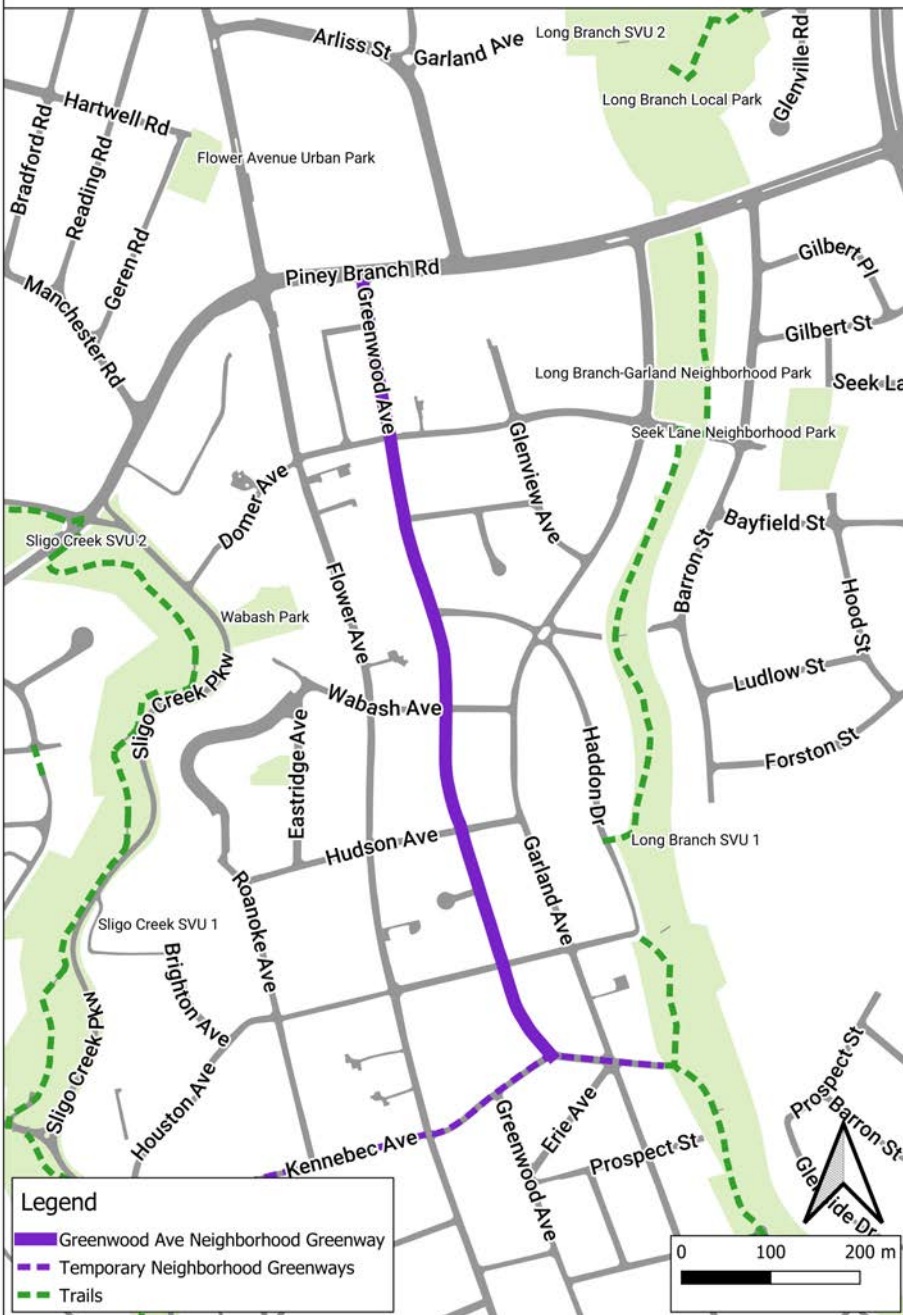 Arliss St
Garland Ave
Long Branch SVU 2
Glenville Rd
Hartwell Rd
Long Branch Local Park
Bradford Rd
Reading Rd
Flower Avenue Urban Park
Geren Rd
Piney Branch Rd
Gilbert Pl
Manchester Rd
Greenwood Ave
Gilbert St
Long Branch-Garland Neighborhood Park
Seek La
Seek Lane Neighborhood Park
Glenview Ave
Domer Ave
Bayfield St
Sligo Creek SVU 2
Barron St
Hood St
Flower Ave
Wabash Park
Ludlow St
Sligo Creek Pkw
Wabash Ave
Haddon Dr
Eastridge Ave
Forston St
Hudson Ave
Long Branch SVU 1
Garland Ave
Roanoke Ave
Sligo Creek SVU 1
Brighton Ave
Sligo Creek Pkw
Houston Ave
Prospect St
Greenwood Ave
Erie Ave
Barron St
Kennebec Ave
Prospect St
Legend
Greenwood Ave Neighborhood Greenway
Temporary Neighborhood Greenways
Trails
0 100 200 m